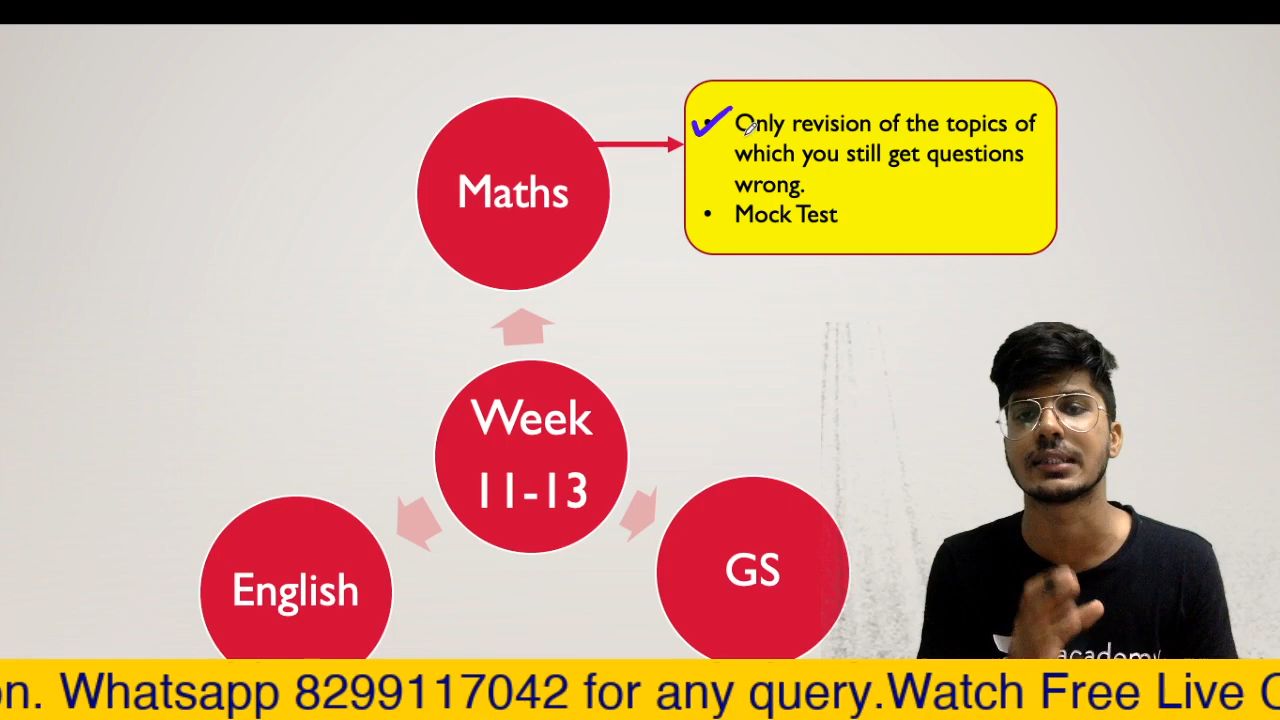 Maths
• Only revision of the topics of
which you still get questions
wrong.
• Mock Test
Week
11-13
English
GS
academy
on. Whatsapp 8299117042 for any query.Watch Free Live C